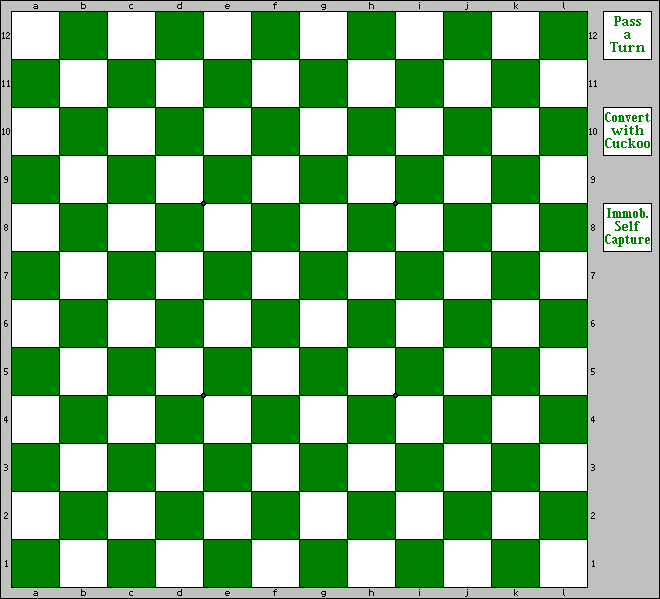 a b c d e f g h i j k l
12 12 Pass
a
Turn
11 11
10 10 Convert
with
Cuckoo
9 9
8 8 Immob.
Self
Capture
7 7
6 6
5 5
4 4
3 3
2 2
1 1
a b c d e f g h i j k l